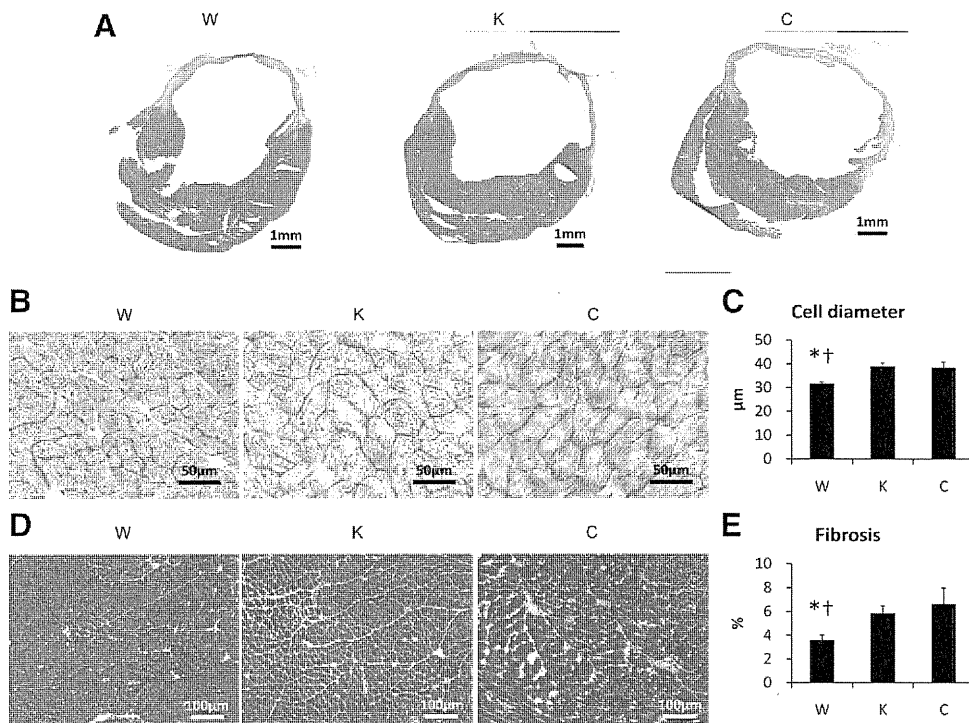 A
W K C
1mm 1mm 1mm
B
W K C
50μm 50μm 50μm
C
Cell diameter
μm
50
40
30
20
10
0
*†
W K C
D
W K C
100μm 100μm 100μm
E
Fibrosis
%
10
8
6
4
2
0
*†
W K C